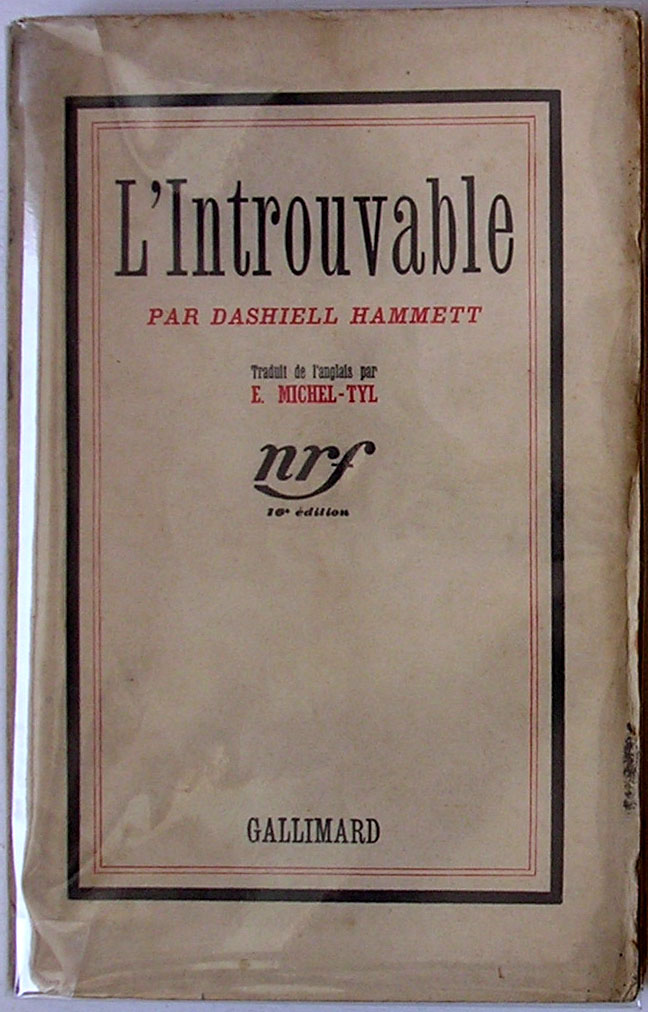 L'Introuvable
PAR DASHIELL HAMMETT
Traduit de l'anglais par
E. MICHEL-TYL
nrf
16e édition
GALLIMARD